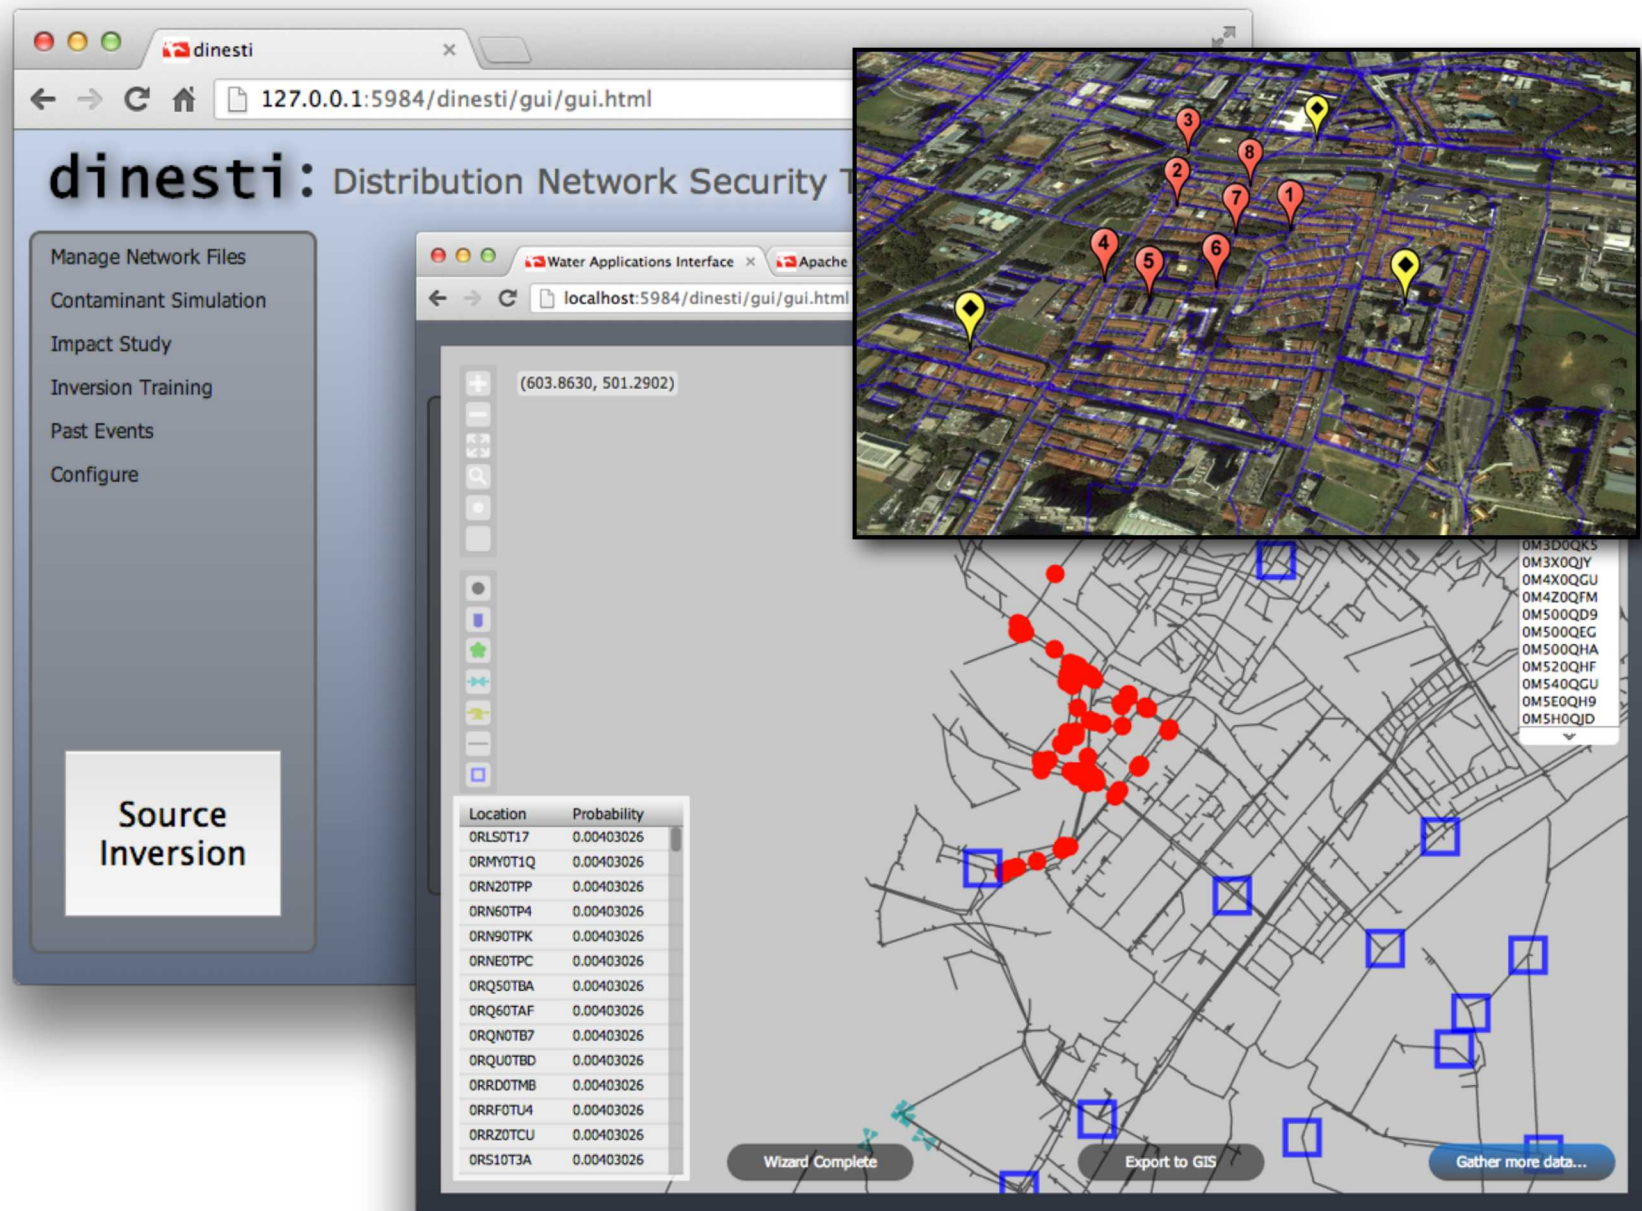 dinesti
127.0.0.1:5984/dinesti/gui/gui.html
dinesti: Distribution Network Security
Manage Network Files
Contaminant Simulation
Impact Study
Inversion Training
Past Events
Configure
Source
Inversion
Water Applications Interface
Apache
localhost:5984/dinesti/gui/gui.html
(603.8630, 501.2902)
3
8
2
7
1
4
5
6
0M3D0QK5
0M3X0QJY
0M4X0QGU
0M4Z0QFM
0M500QD9
0M500QEG
0M500QHA
0M520QHF
0M540QGU
0M5E0QH9
0M5H0QJD
Location Probability
0RLS0T17 0.00403026
0RMY0T1Q 0.00403026
0RN20TPP 0.00403026
0RN60TP4 0.00403026
0RN90TPK 0.00403026
0RNE0TPC 0.00403026
0RQ50TBA 0.00403026
0RQ60TAF 0.00403026
0RQN0TB7 0.00403026
0RQU0TBD 0.00403026
0RRD0TMB 0.00403026
0RRF0TU4 0.00403026
0RRZ0TCU 0.00403026
0RS10T3A 0.00403026
Wizard Complete
Export to GIS
Gather more data...